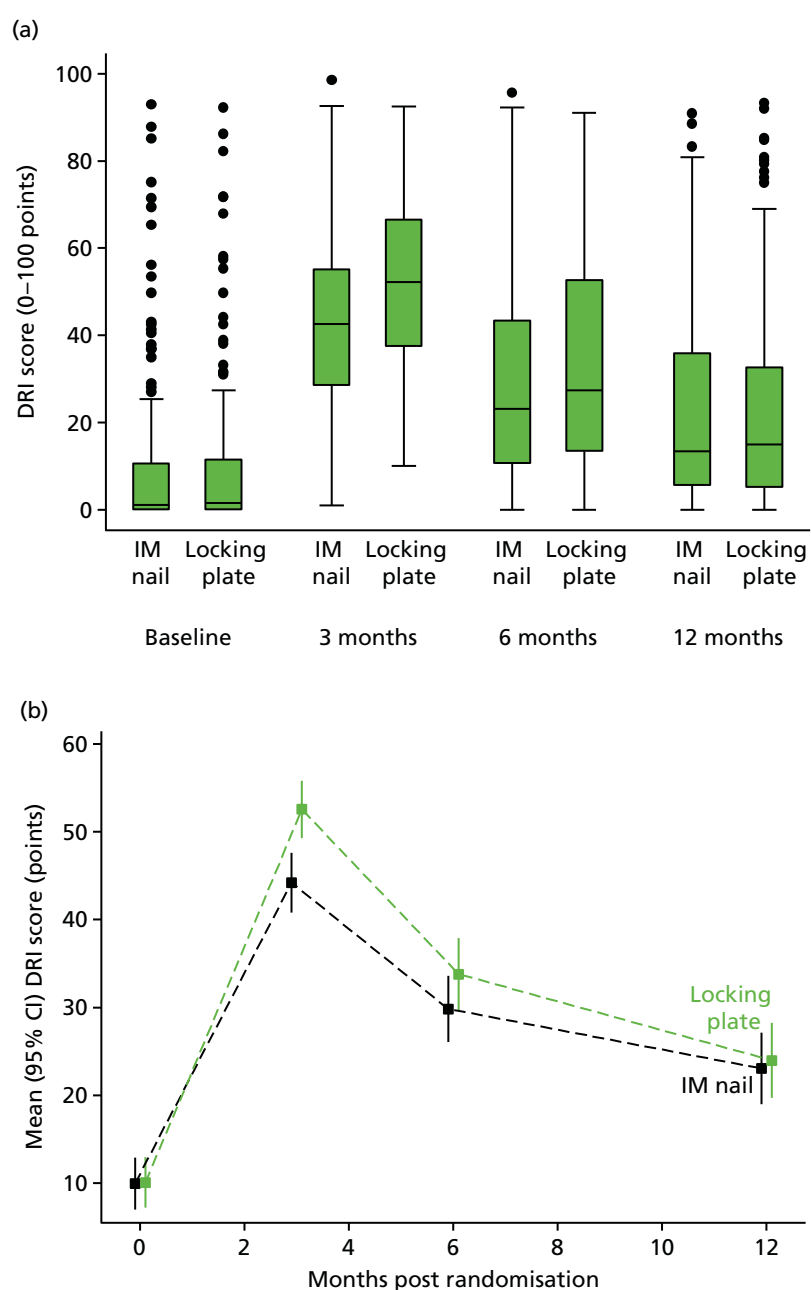 (a)
DRI score (0–100 points)
100
80
60
40
20
0
IM nail
Locking plate
IM nail
Locking plate
IM nail
Locking plate
IM nail
Locking plate
Baseline
3 months
6 months
12 months
(b)
Mean (95% CI) DRI score (points)
60
50
40
30
20
10
Locking
plate
IM nail
0
2
4
6
8
10
12
Months post randomisation